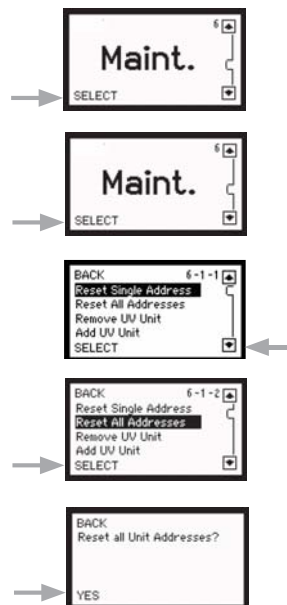 6
Maint.
SELECT
6
Maint.
SELECT
BACK 6-1-1
Reset Single Address
Reset All Addresses
Remove UV Unit
Add UV Unit
SELECT
BACK 6-1-2
Reset Single Address
Reset All Addresses
Remove UV Unit
Add UV Unit
SELECT
BACK
Reset all Unit Addresses?
YES